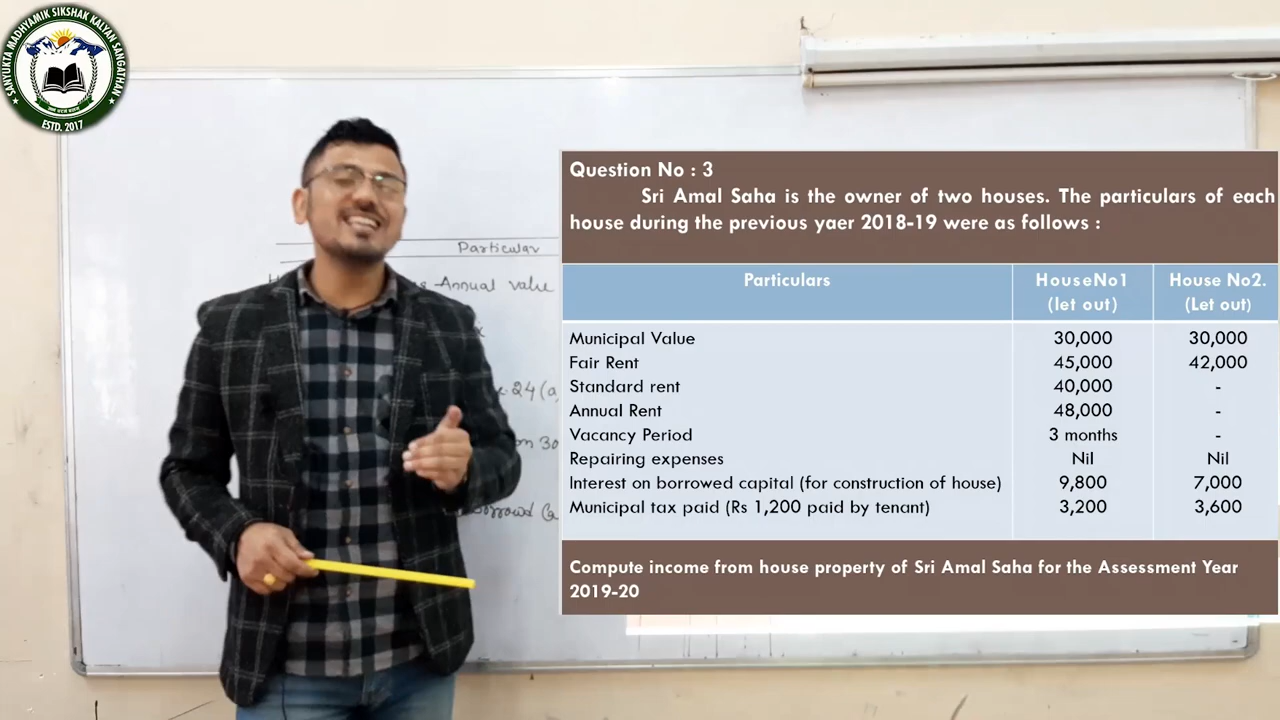 SANYUKTA MADHYAMIK SIKSHAK KALYAN SANGATHAN
ESTD. 2017
Particular
Annual value
24(a
on 30
Question No : 3
Sri Amal Saha is the owner of two houses. The particulars of each
house during the previous yaer 2018-19 were as follows :
Particulars HouseNo1 House No2.
(let out) (Let out)
Municipal Value 30,000 30,000
Fair Rent 45,000 42,000
Standard rent 40,000 -
Annual Rent 48,000 -
Vacancy Period 3 months -
Repairing expenses Nil Nil
Interest on borrowed capital (for construction of house) 9,800 7,000
Municipal tax paid (Rs 1,200 paid by tenant) 3,200 3,600
Compute income from house property of Sri Amal Saha for the Assessment Year
2019-20